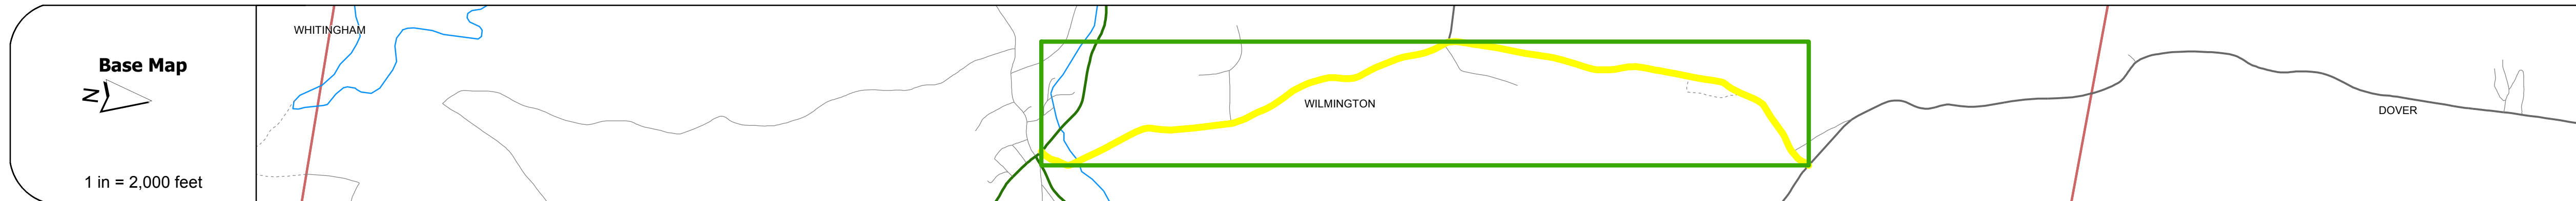 Base Map
N
1 in = 2,000 feet
WHITINGHAM
WILMINGTON
DOVER